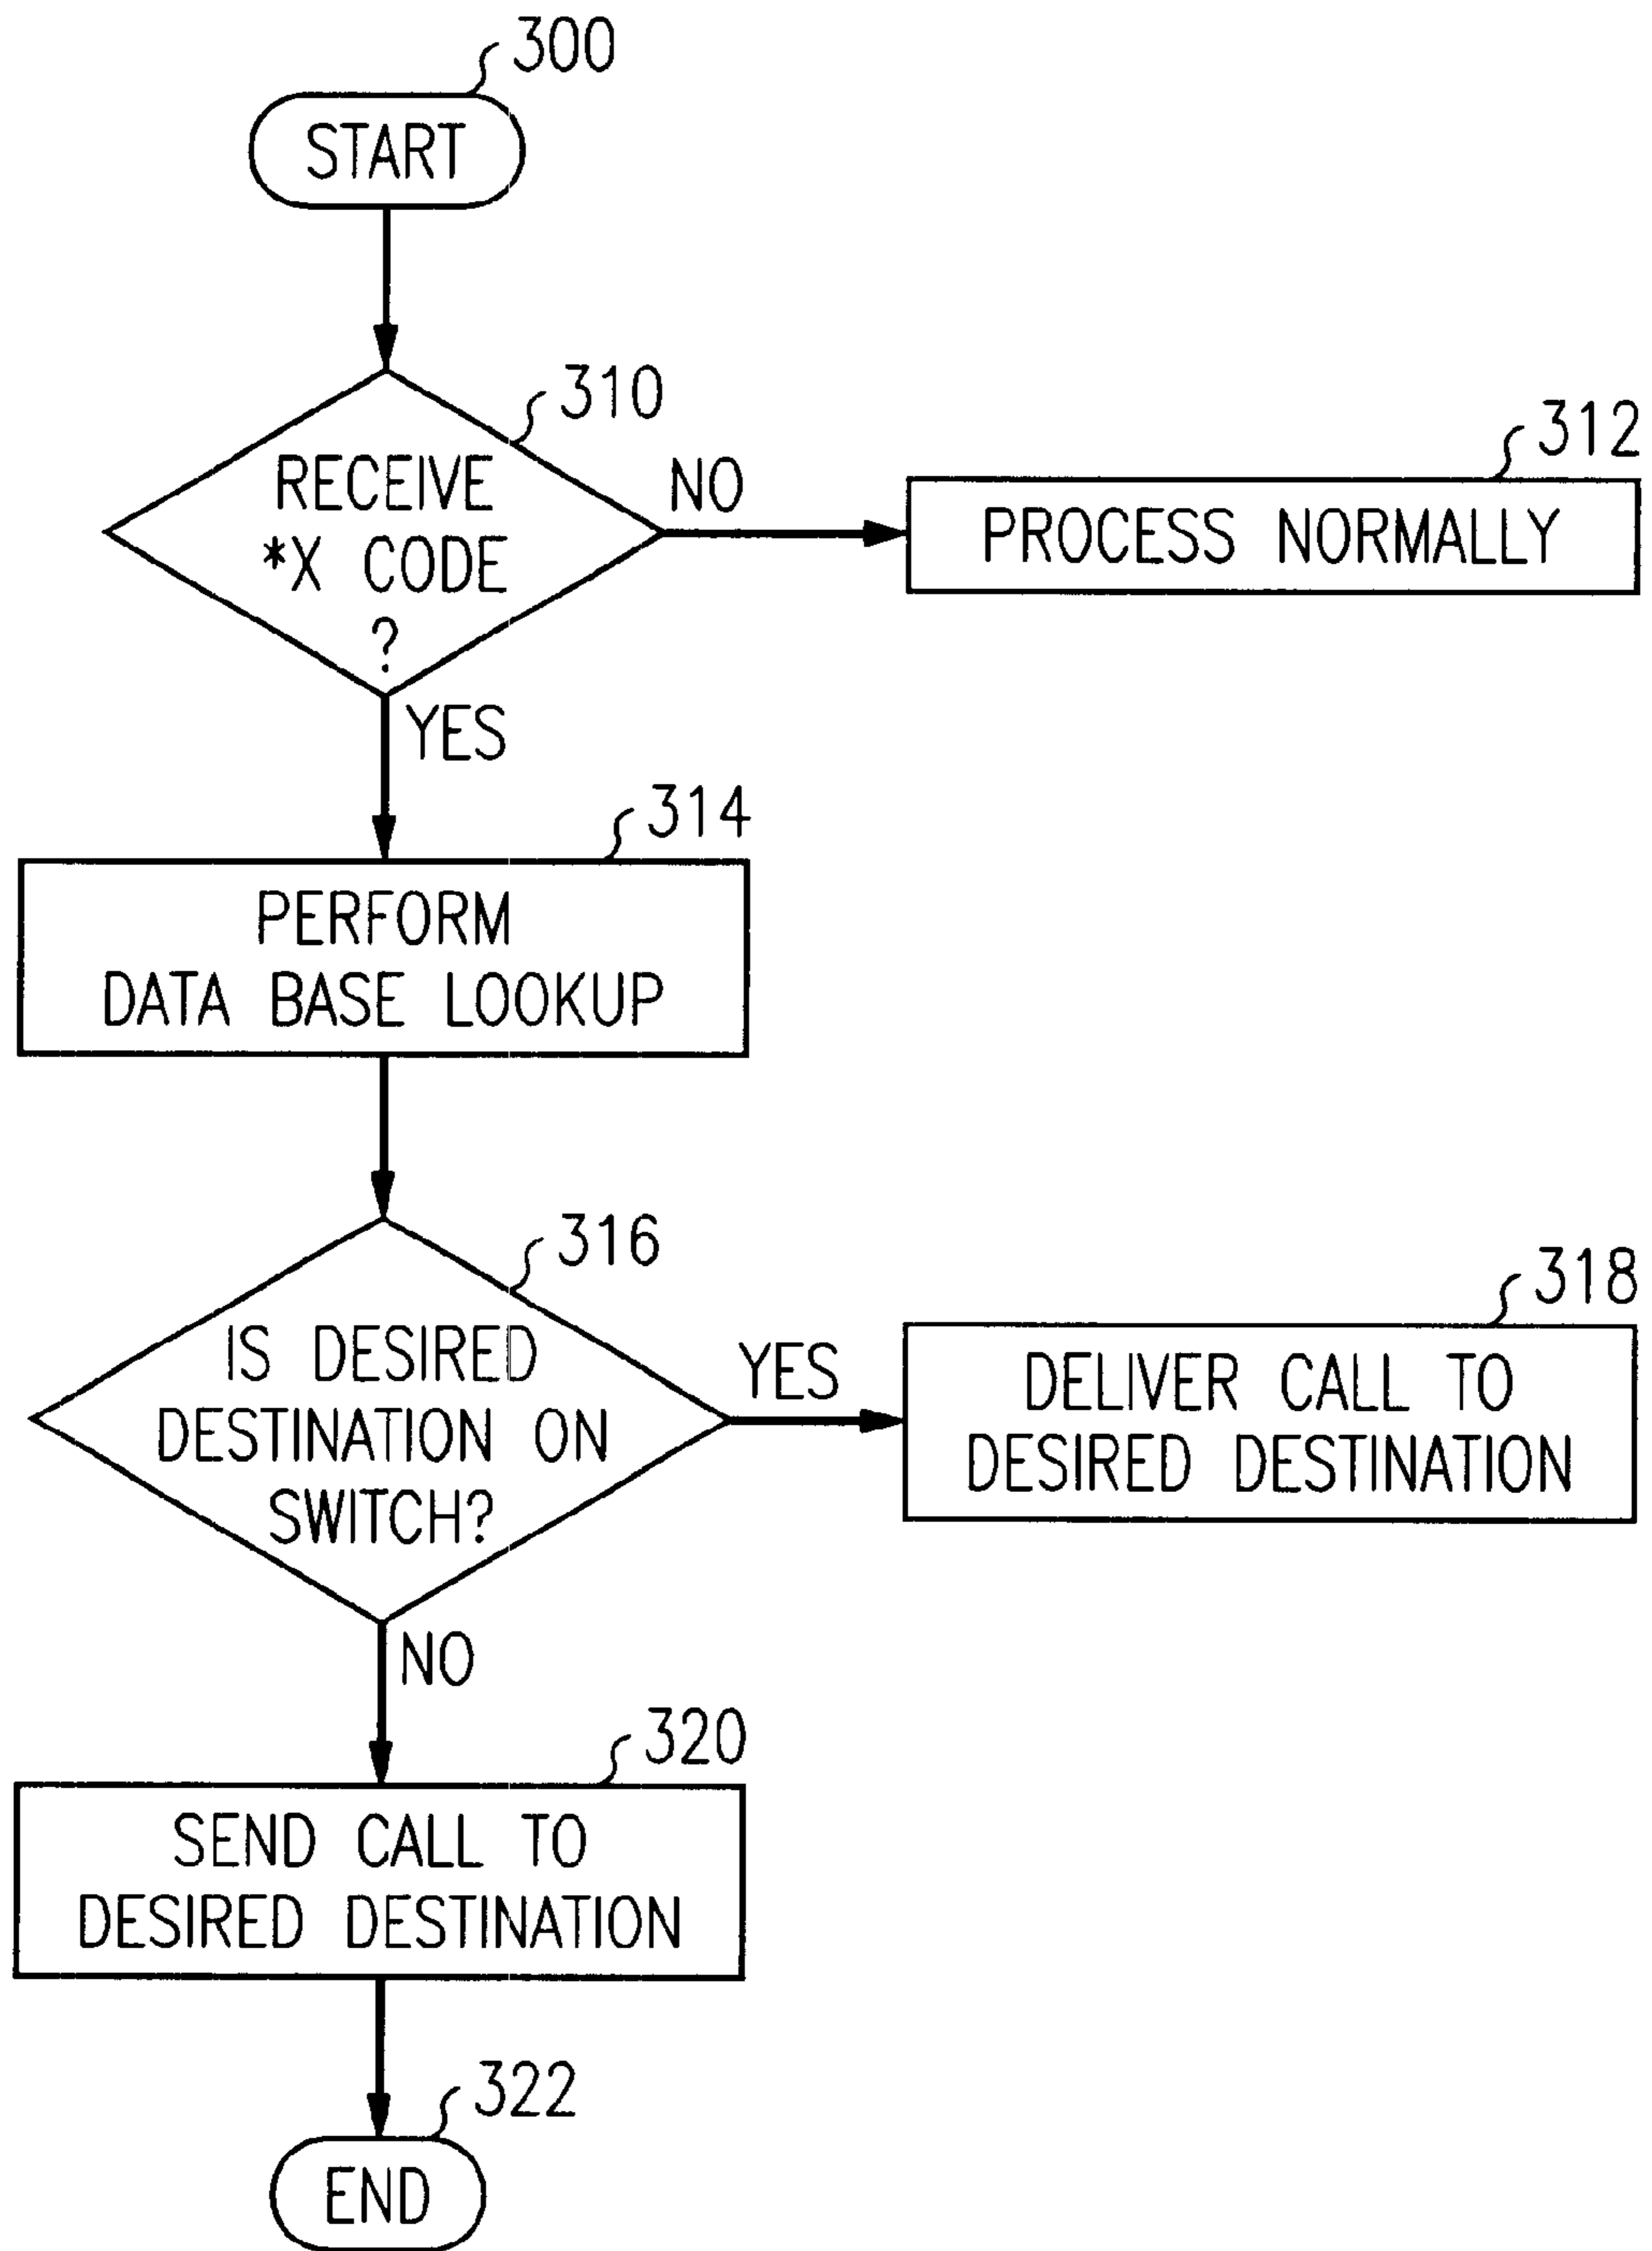 300
START
310
RECEIVE
*X CODE
?
NO
312
PROCESS NORMALLY
YES
314
PERFORM
DATA BASE LOOKUP
316
IS DESIRED
DESTINATION ON
SWITCH?
YES
318
DELIVER CALL TO
DESIRED DESTINATION
NO
320
SEND CALL TO
DESIRED DESTINATION
322
END